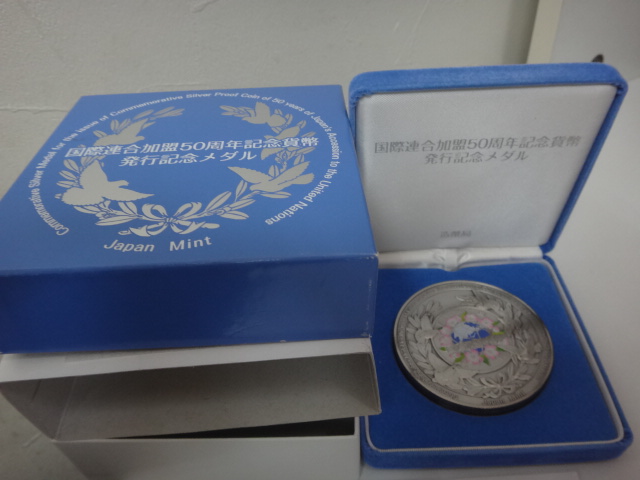 Commemorative Silver Medal for the Issue of Commemorative Silver Proof Coin of 50 years of Japan's Accession to the United Nations
国際連合加盟50周年記念貨幣
発行記念メダル
Japan Mint
国際連合加盟50周年記念貨幣
発行記念メダル
造幣局